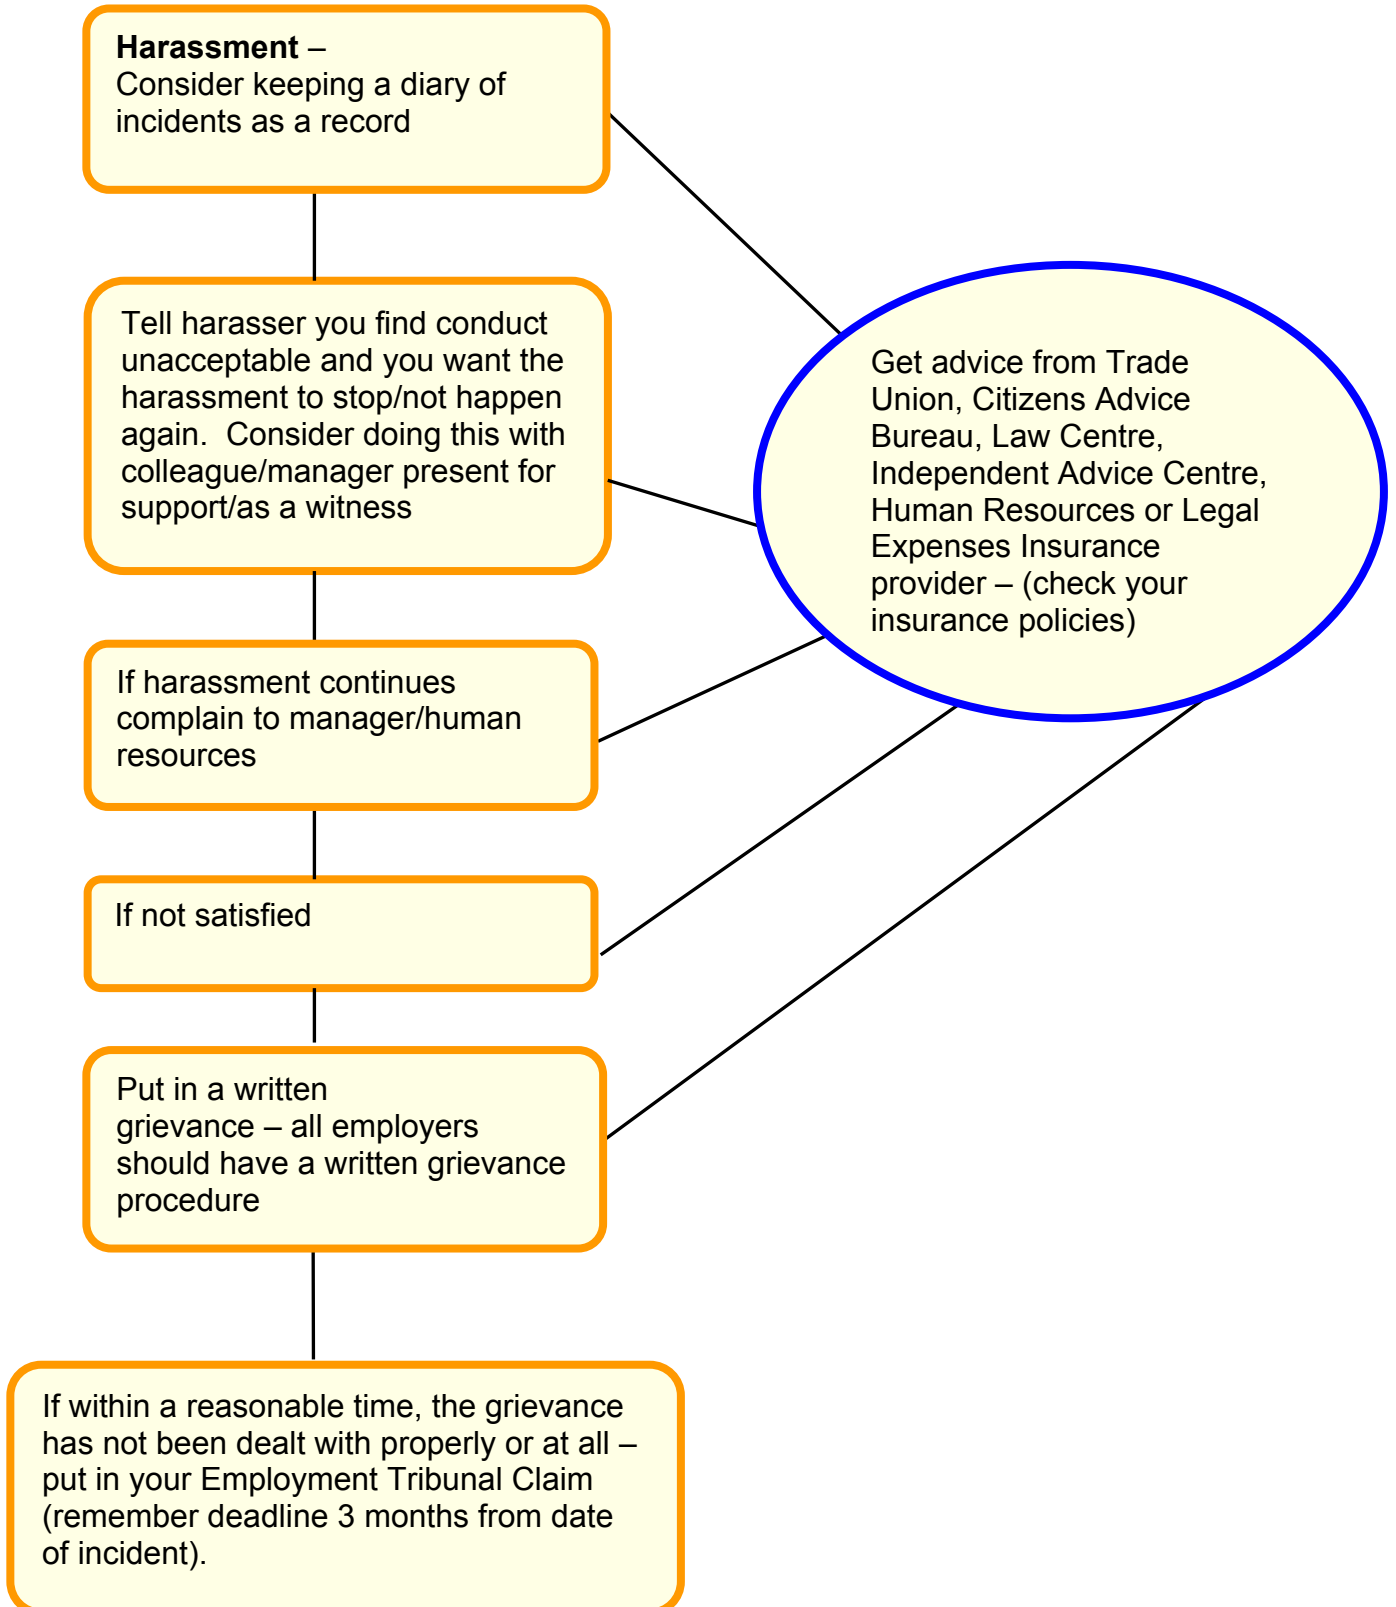 Harassment –
Consider keeping a diary of
incidents as a record
Tell harasser you find conduct
unacceptable and you want the
harassment to stop/not happen
again.  Consider doing this with
colleague/manager present for
support/as a witness
Get advice from Trade
Union, Citizens Advice
Bureau, Law Centre,
Independent Advice Centre,
Human Resources or Legal
Expenses Insurance
provider – (check your
insurance policies)
If harassment continues
complain to manager/human
resources
If not satisfied
Put in a written
grievance – all employers
should have a written grievance
procedure
If within a reasonable time, the grievance
has not been dealt with properly or at all –
put in your Employment Tribunal Claim
(remember deadline 3 months from date
of incident).